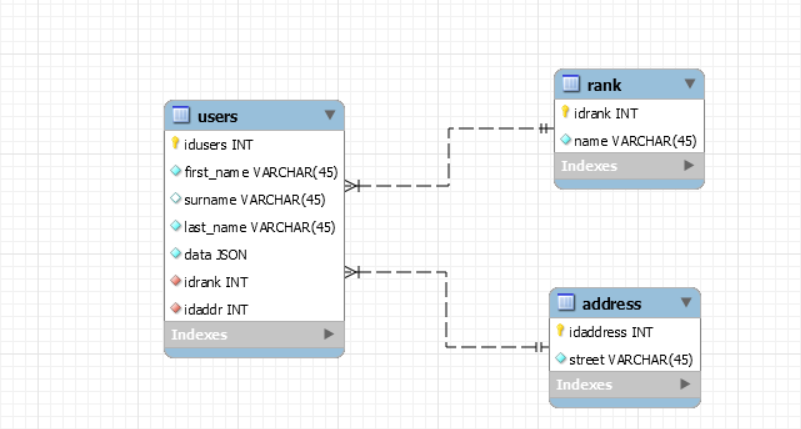 users
idusers INT
first_name VARCHAR(45)
surname VARCHAR(45)
last_name VARCHAR(45)
data JSON
idrank INT
idaddr INT
Indexes
rank
idrank INT
name VARCHAR(45)
Indexes
address
idaddress INT
street VARCHAR(45)
Indexes